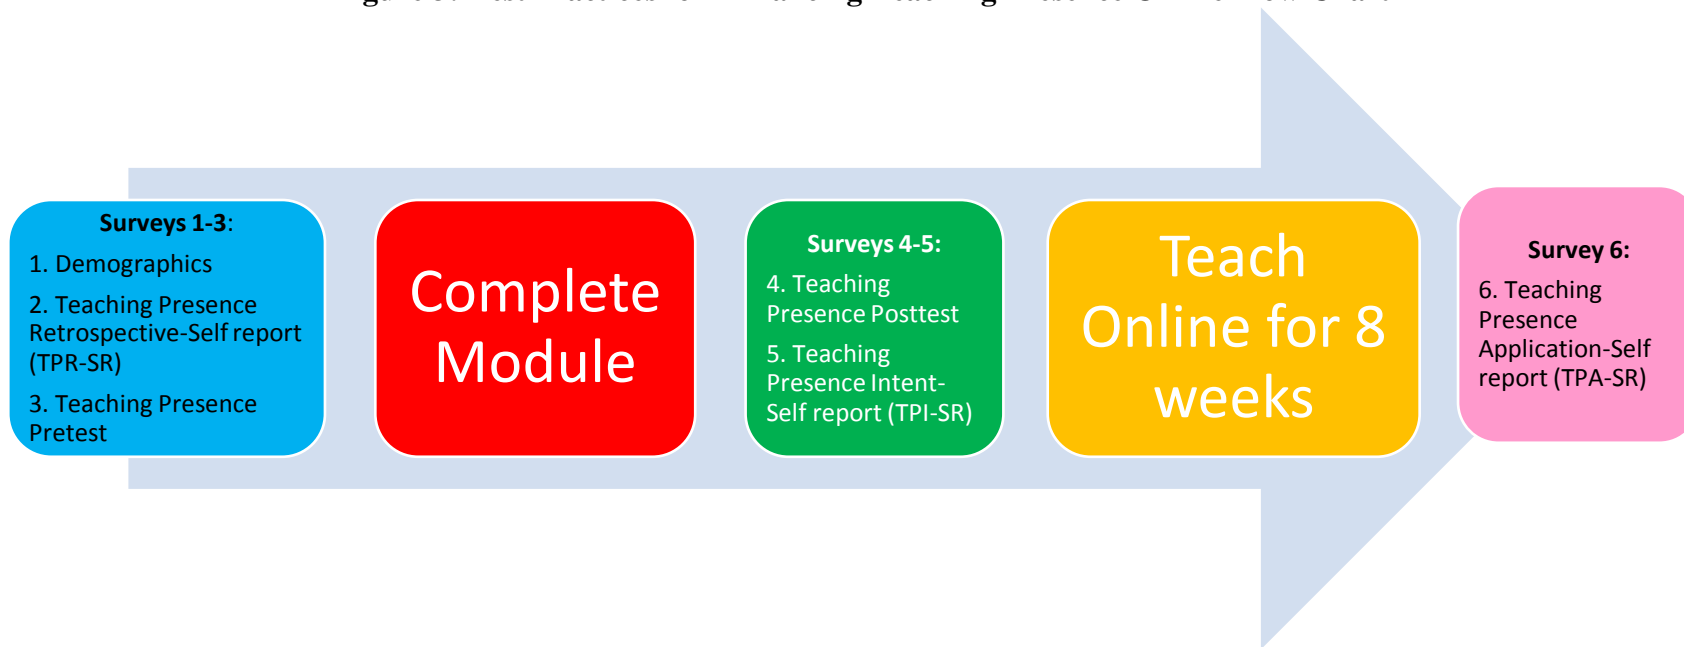 Surveys 1-3:
1. Demographics
2. Teaching Presence
Retrospective-Self report
(TPR-SR)
3. Teaching Presence
Pretest
Complete
Module
Surveys 4-5:
4. Teaching
Presence Posttest
5. Teaching
Presence Intent-
Self report (TPI-SR)
Teach
Online for 8
weeks
Survey 6:
6. Teaching
Presence
Application-Self
report (TPA-SR)